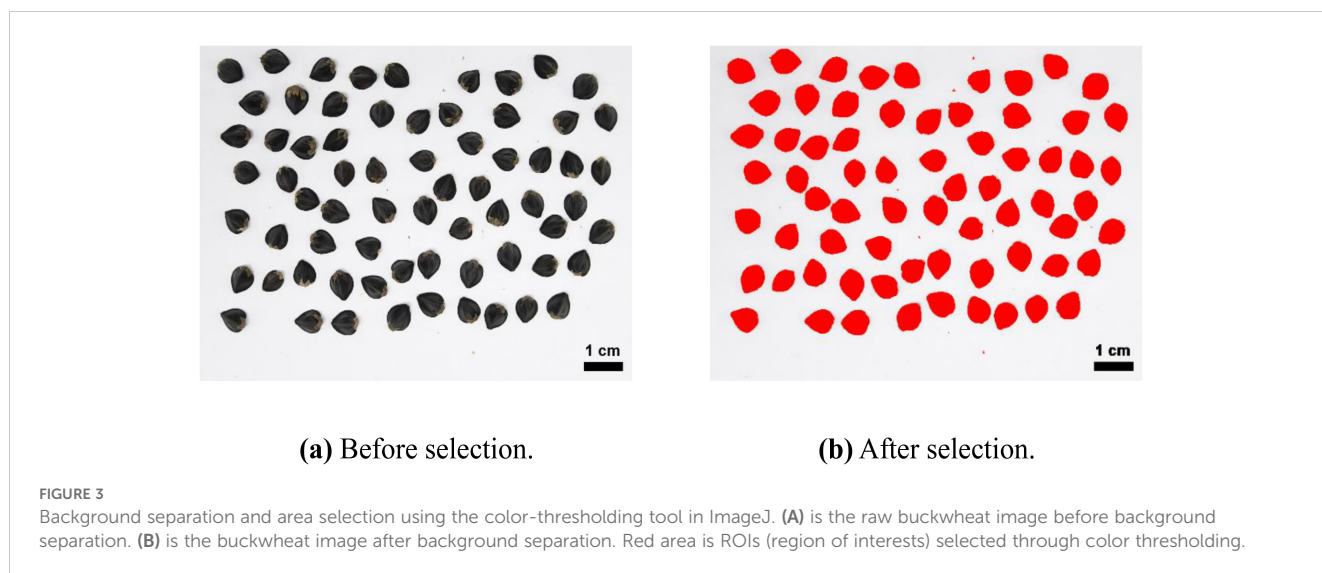 1 cm
1 cm
(a) Before selection.
(b) After selection.
FIGURE 3
Background separation and area selection using the color-thresholding tool in ImageJ. (A) is the raw buckwheat image before background
separation. (B) is the buckwheat image after background separation. Red area is ROIs (region of interests) selected through color thresholding.